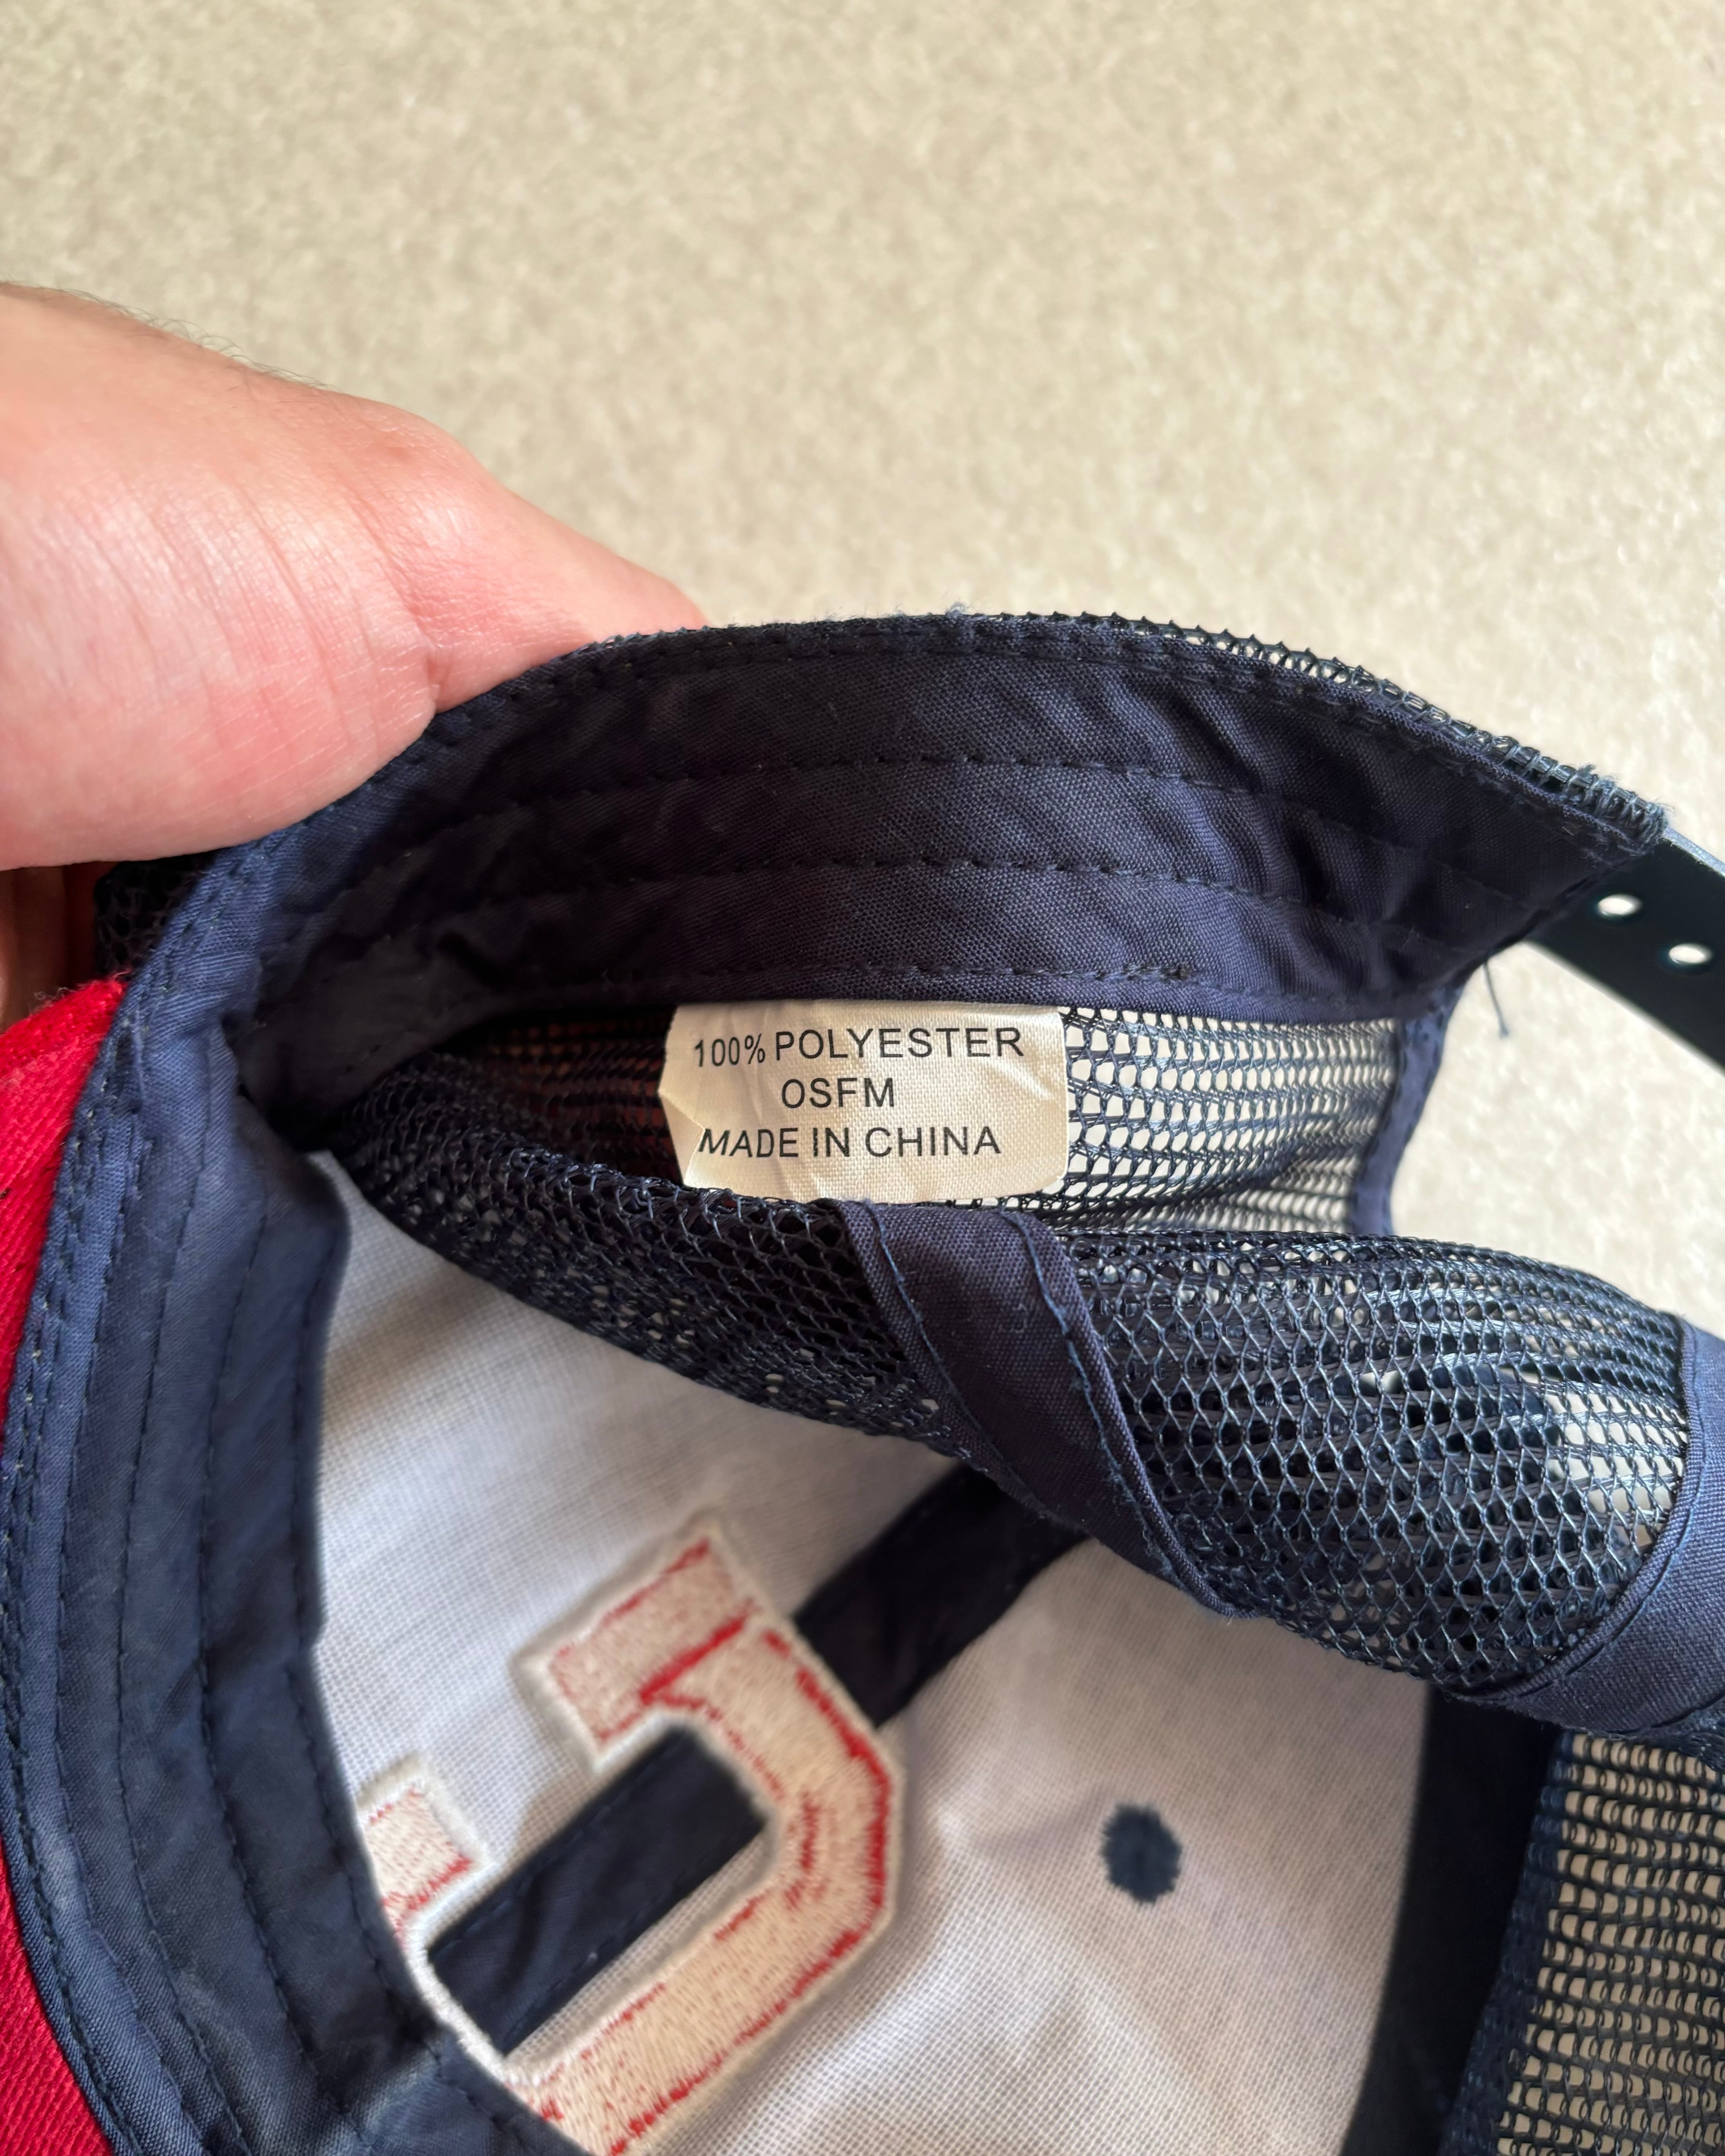 100% POLYESTER
OSFM
MADE IN CHINA